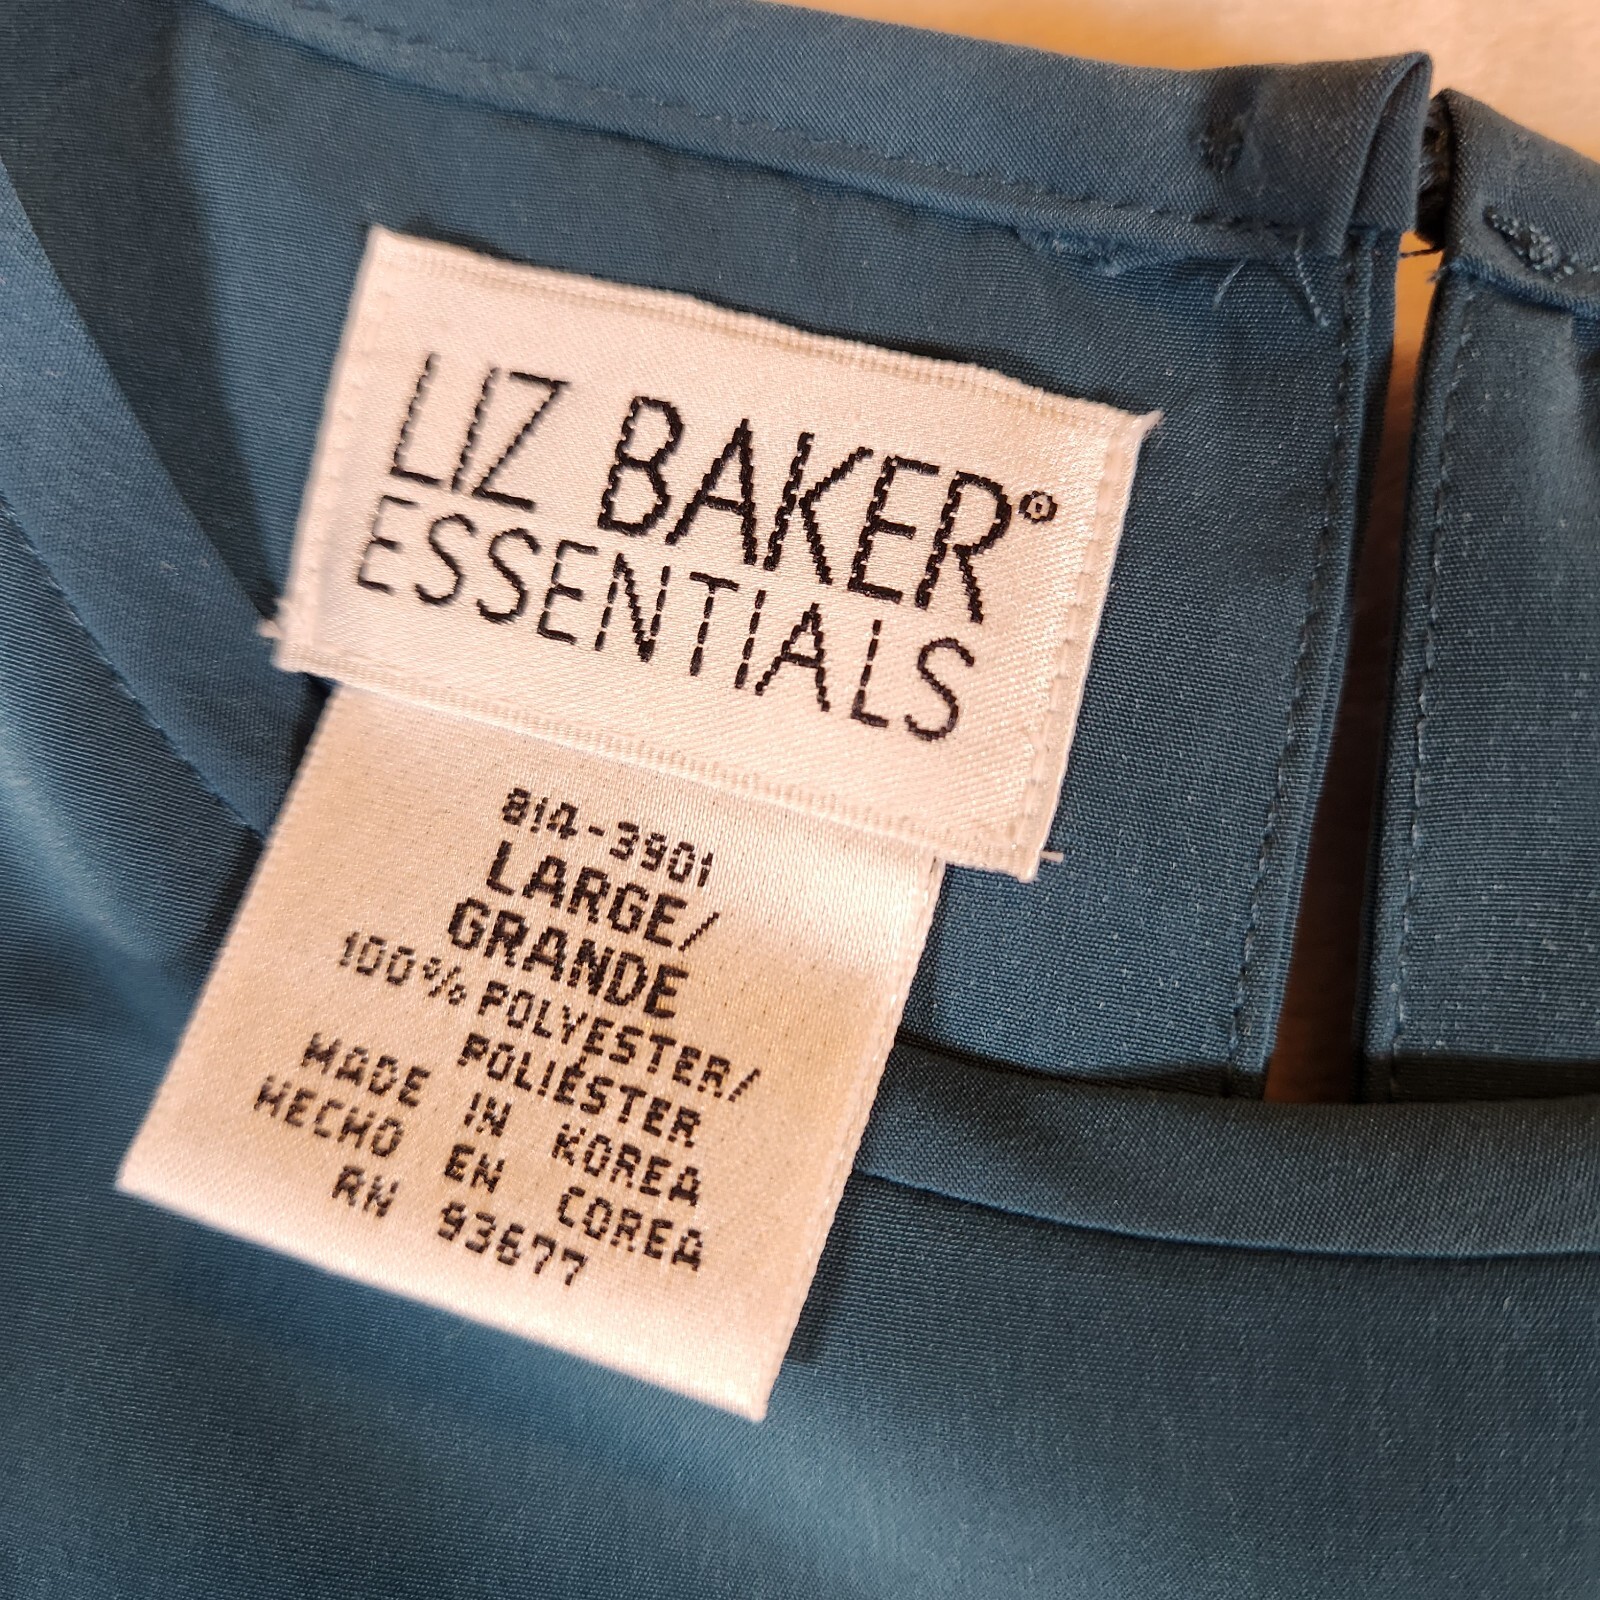 LIZ BAKER®
ESSENTIALS
814-3901
LARGE/
GRANDE
100% POLYESTER/
POLIÉSTER
MADE IN KOREA
HECHO EN COREA
RN 93677